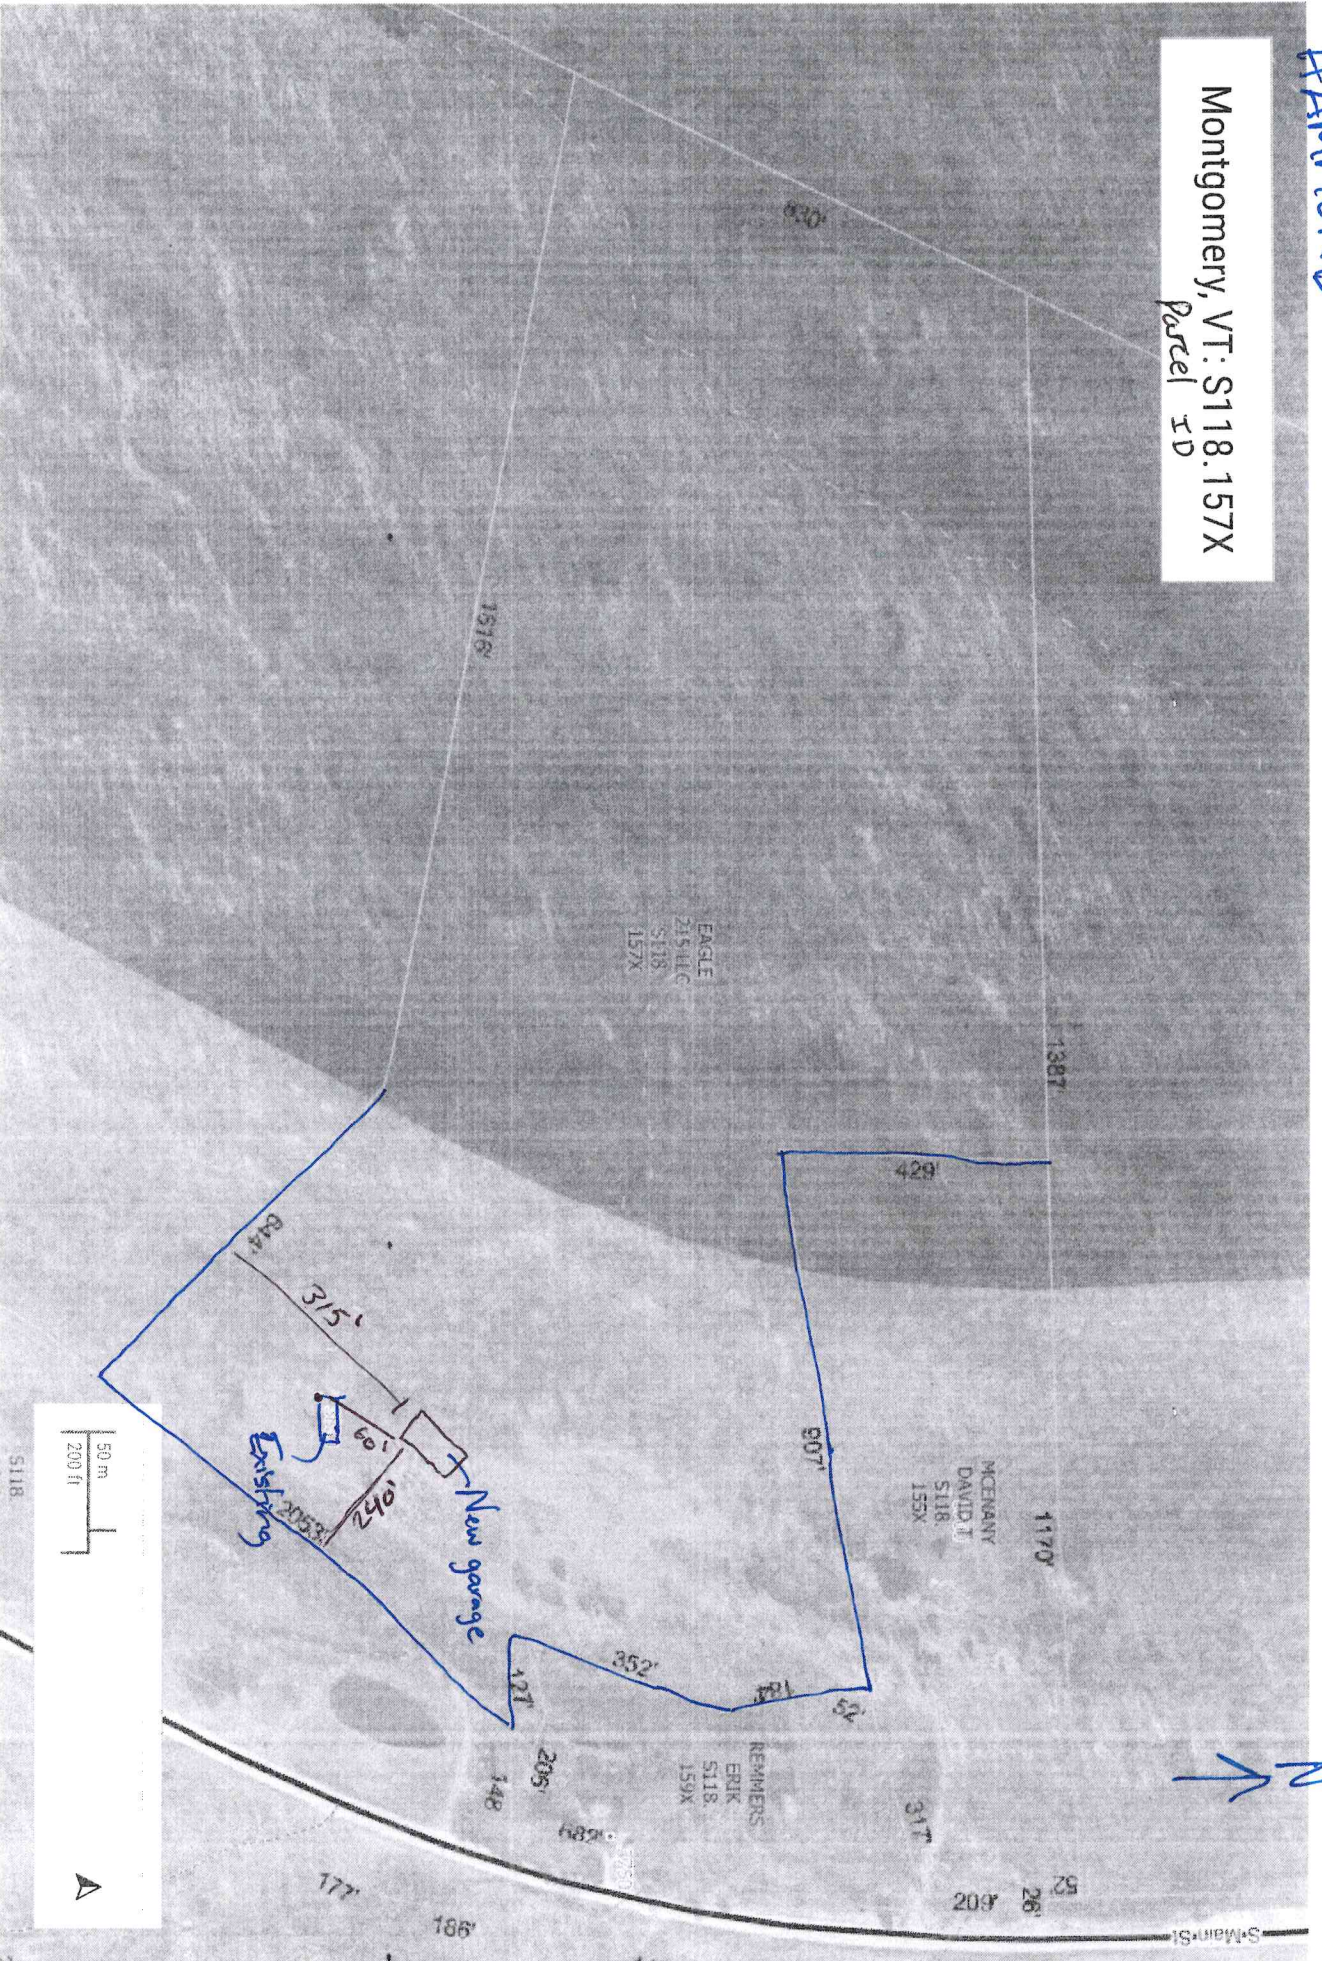 Montgomery, VT: S118.157X
Parcel ID
N
830'
1516'
1387'
EAGLE
215 LLC
S118
157X
429'
1170'
MCENANY
DAVID T
S118.
155X
907'
644'
315'
60'
240'
New garage
Existing
2053'
127'
352'
52'
REMMERS
ERIK
S118.
159X
206'
148
689'
317'
209'
26'
52'
177'
186'
S Main St
50 m
200 ft
S118